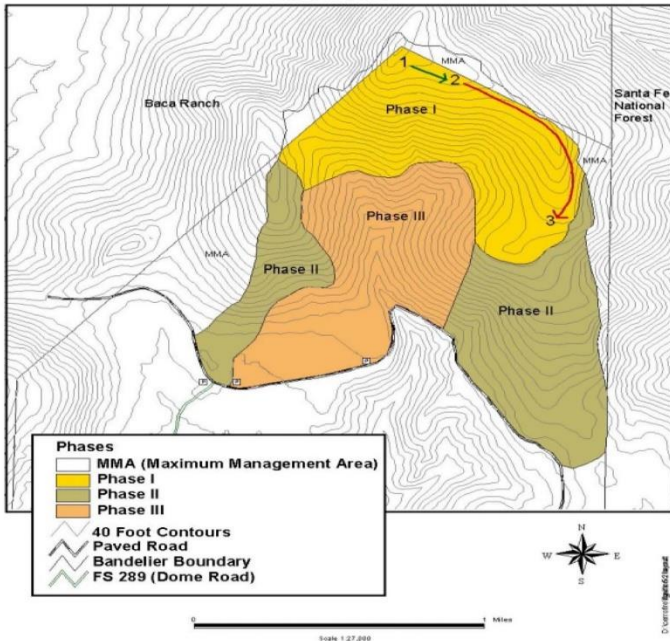 MMA
1
2
Baca Ranch
Phase I
Santa Fe
National
Forest
MMA
3
Phase III
MMA
Phase II
Phase II
Phases
MMA (Maximum Management Area)
Phase I
Phase II
Phase III
40 Foot Contours
Paved Road
Bandelier Boundary
FS 289 (Dome Road)
N
W E
S
0 1 Miles
Scale 1:27,000